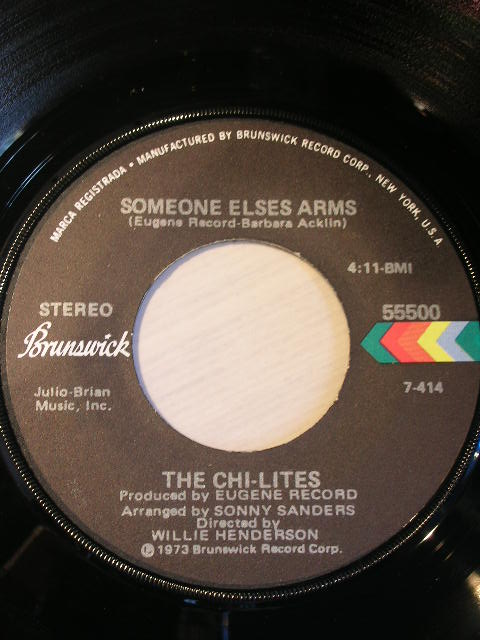 MARCA REGISTRADA • MANUFACTURED BY BRUNSWICK RECORD CORP., NEW YORK, U.S.A
SOMEONE ELSES ARMS
(Eugene Record-Barbara Acklin)
4:11-BMI
STEREO
55500
Brunswick
Julio-Brian
Music, Inc.
7-414
THE CHI-LITES
Produced by EUGENE RECORD
Arranged by SONNY SANDERS
Directed by
WILLIE HENDERSON
℗ 1973 Brunswick Record Corp.